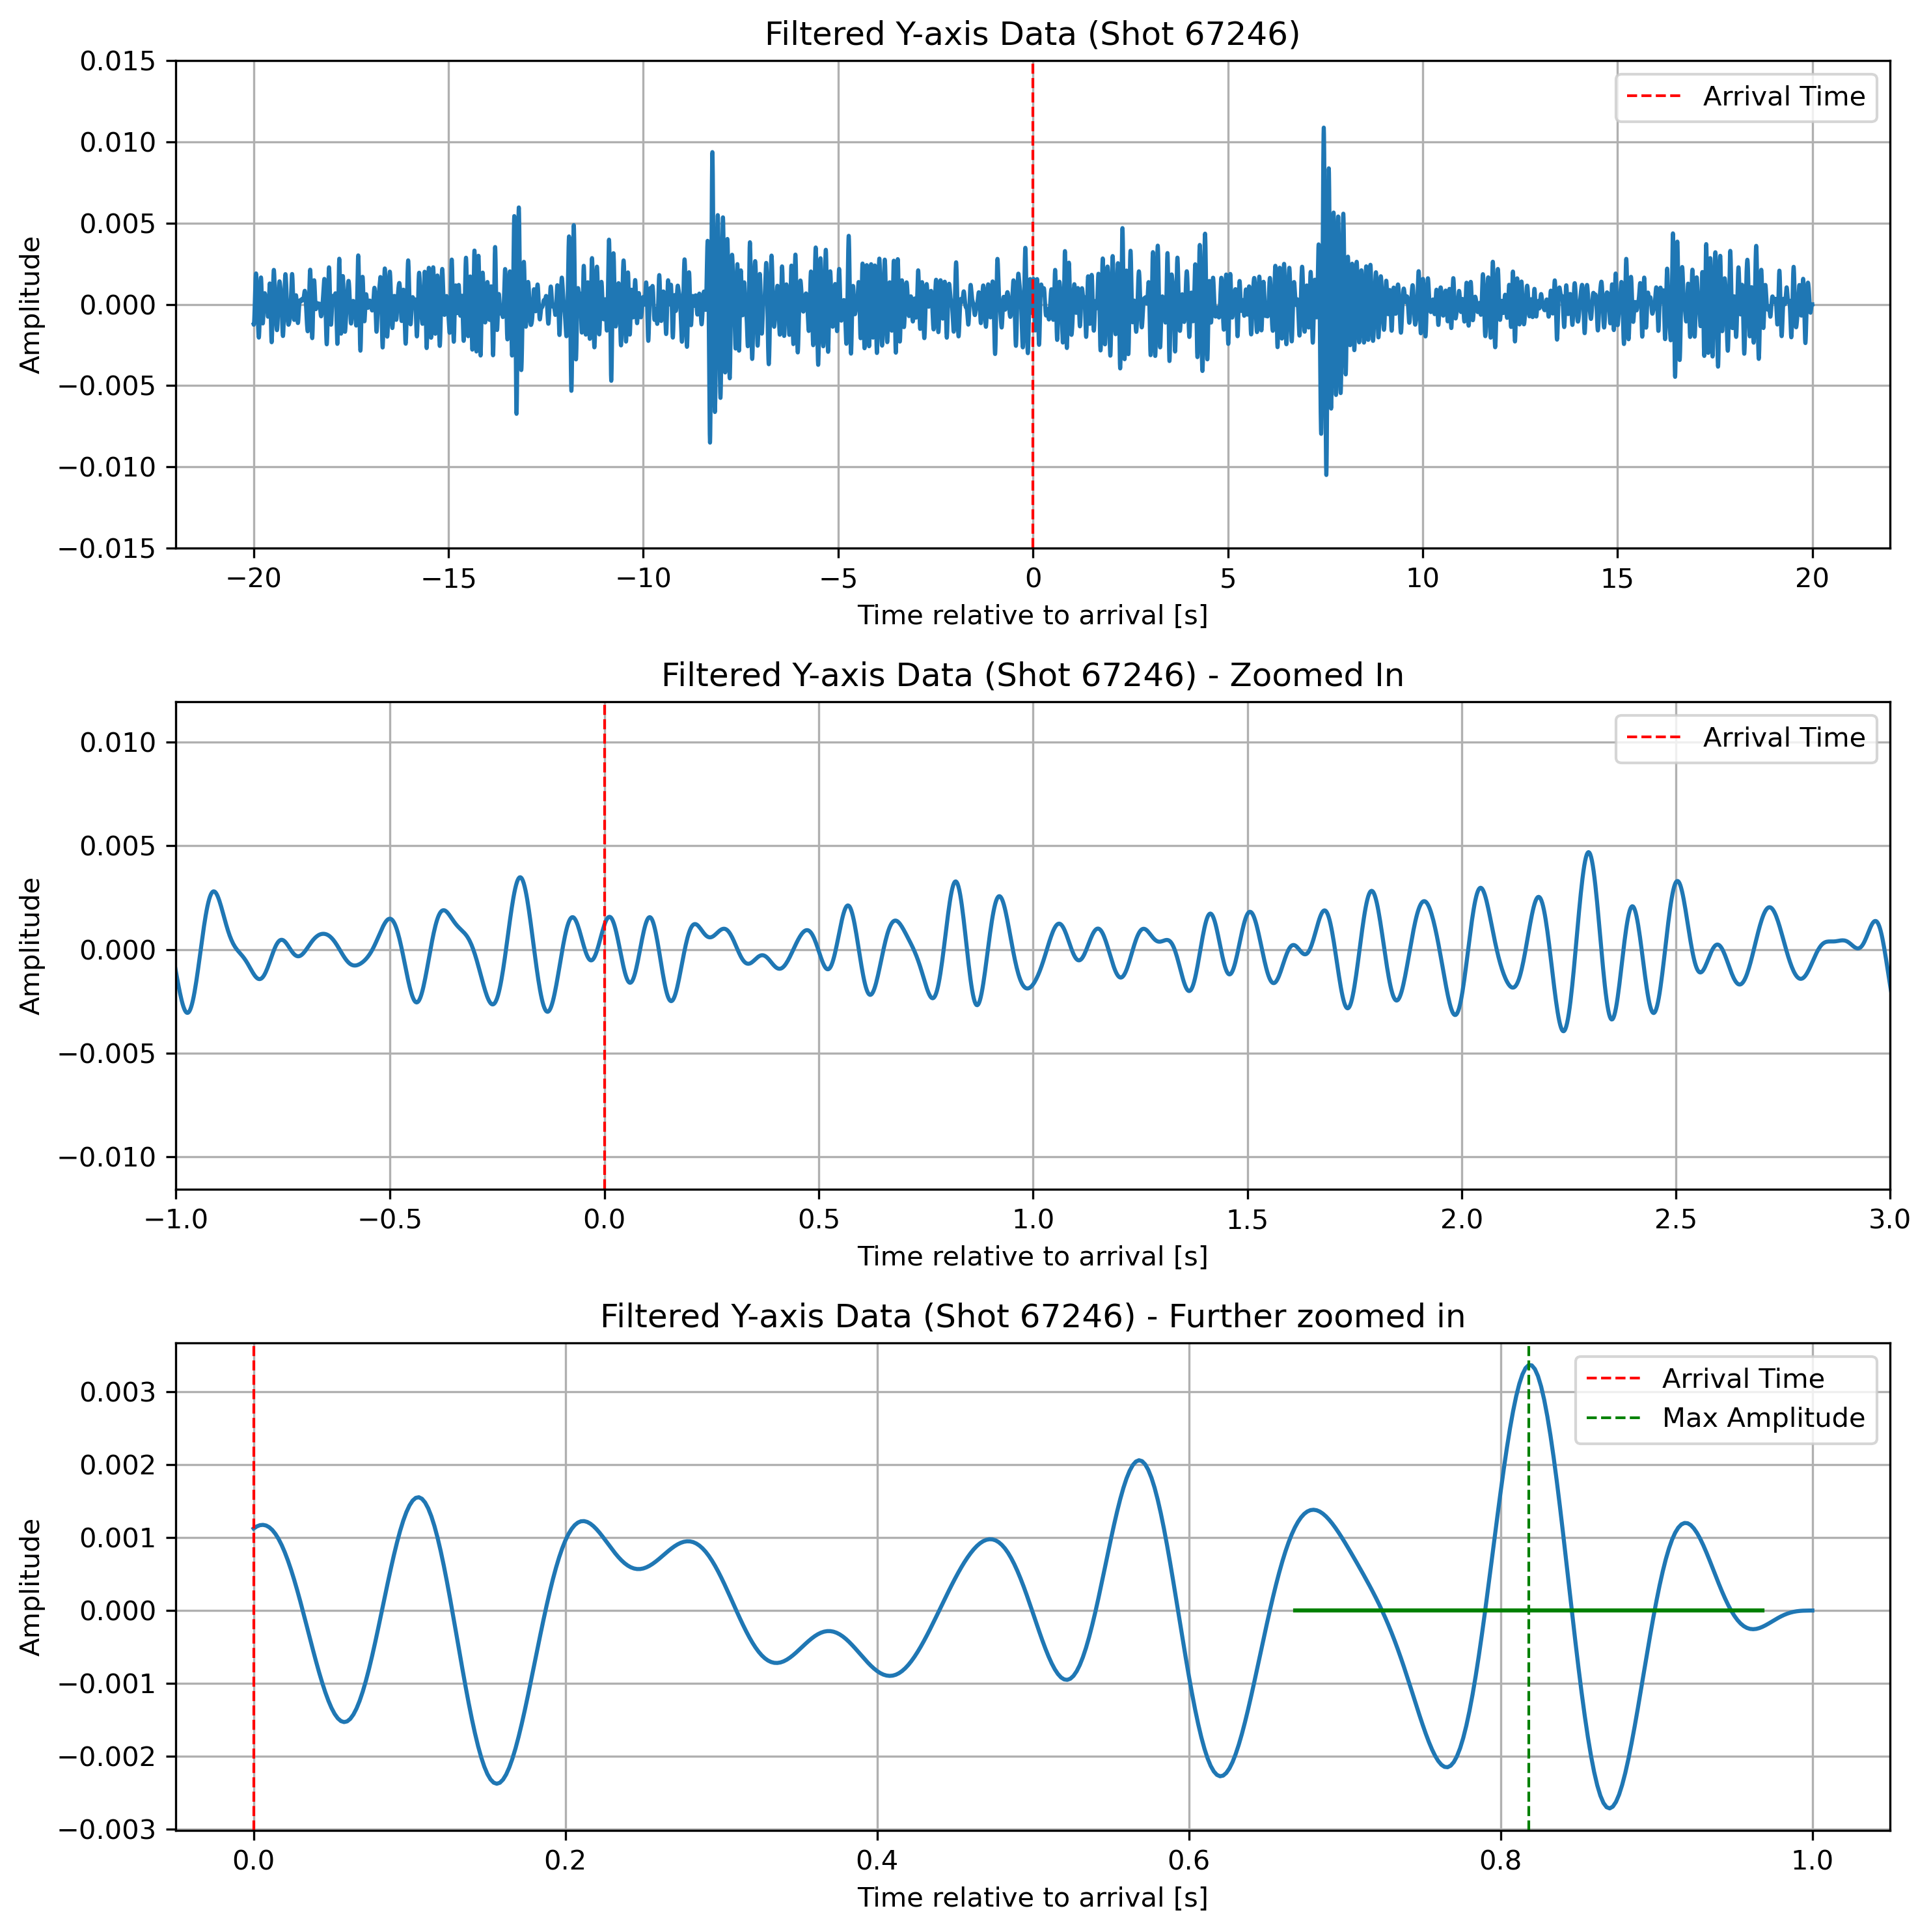 Filtered Y-axis Data (Shot 67246)
0.015
0.010
0.005
0.000
−0.005
−0.010
−0.015
Amplitude
Arrival Time
−20 −15 −10 −5 0 5 10 15 20
Time relative to arrival [s]
Filtered Y-axis Data (Shot 67246) - Zoomed In
0.010
0.005
0.000
−0.005
−0.010
Amplitude
Arrival Time
−1.0 −0.5 0.0 0.5 1.0 1.5 2.0 2.5 3.0
Time relative to arrival [s]
Filtered Y-axis Data (Shot 67246) - Further zoomed in
0.003
0.002
0.001
0.000
−0.001
−0.002
−0.003
Amplitude
Arrival Time
Max Amplitude
0.0 0.2 0.4 0.6 0.8 1.0
Time relative to arrival [s]